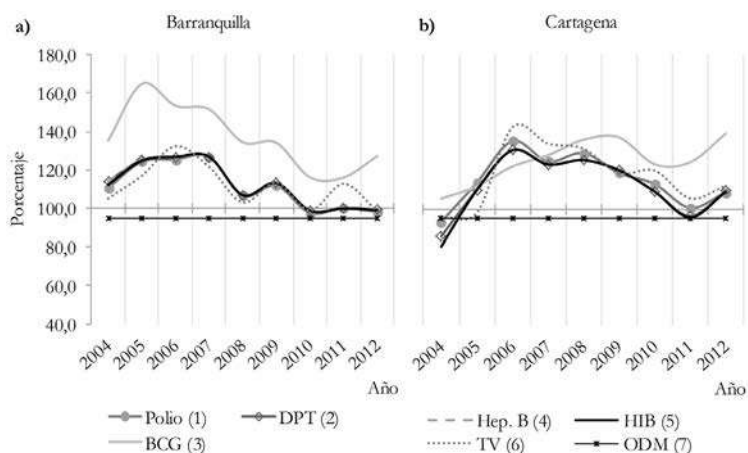 a) Barranquilla
b) Cartagena
Porcentaje
180,0
160,0
140,0
120,0
100,0
80,0
60,0
40,0
2004 2005 2006 2007 2008 2009 2010 2011 2012
2004 2005 2006 2007 2008 2009 2010 2011 2012
Año
Año
Polio (1) DPT (2)
BCG (3)
Hep. B (4) HIB (5)
TV (6) ODM (7)